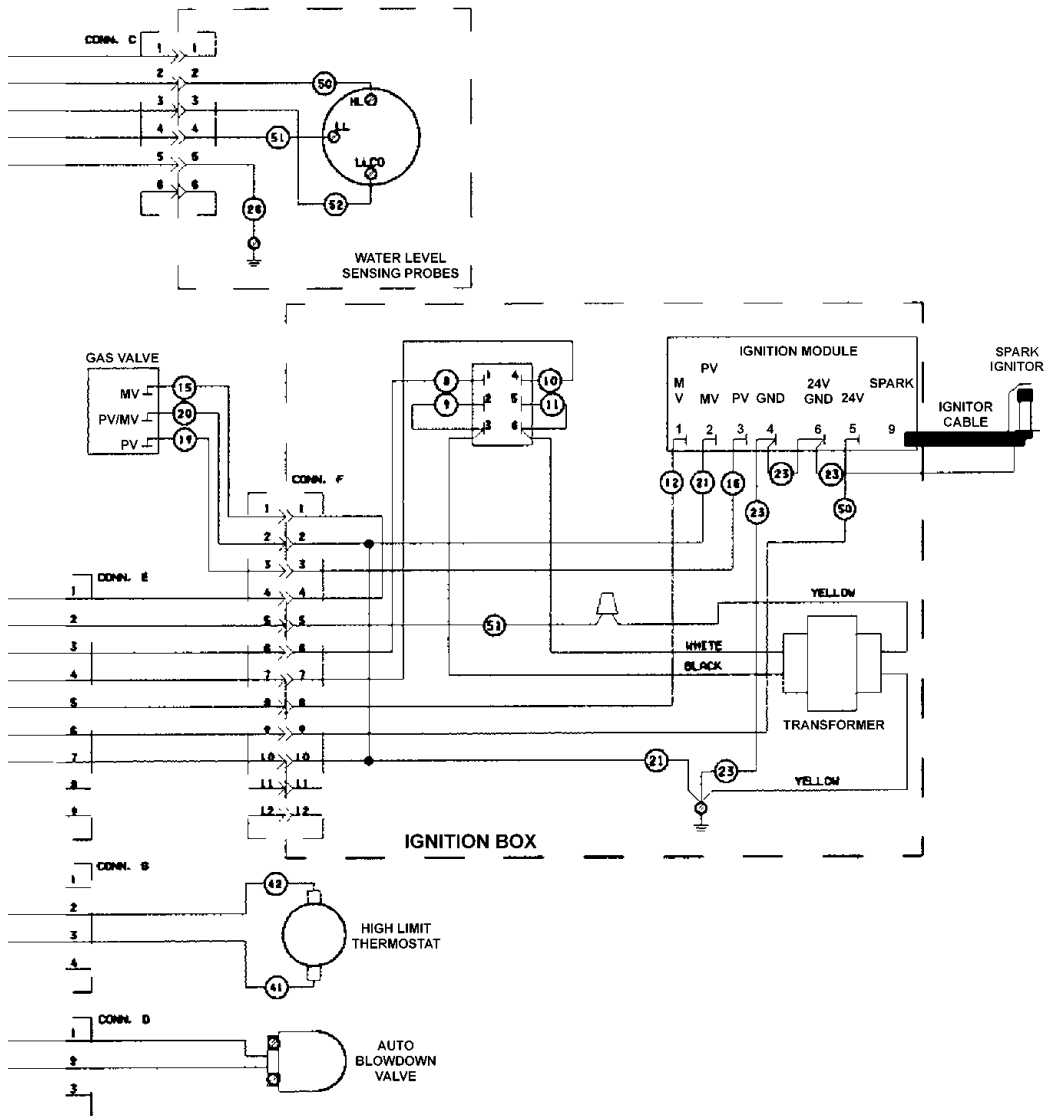 CONN. C
1 1
2 2
3 3
4 4
5 5
6 6
50
51
52
26
HL
LL
LLCO
WATER LEVEL
SENSING PROBES
GAS VALVE
MV
PV/MV
PV
15
20
19
CONN. F
1 1
2 2
3 3
4 4
5 5
6 6
7 7
8 8
9 9
10 10
11 11
12 12
8
9
1 4
2 5
3 6
10
11
IGNITION MODULE
M
V
PV
MV
PV
GND
24V
GND
24V
SPARK
1 2 3 4 6 5 9
SPARK
IGNITOR
IGNITOR
CABLE
12
21
16
23
23
23
50
CONN. E
1
2
3
4
5
6
7
8
9
51
YELLOW
WHITE
BLACK
TRANSFORMER
21
23
YELLOW
IGNITION BOX
CONN.
1
2
3
4
42
41
HIGH LIMIT
THERMOSTAT
CONN. D
1
2
3
AUTO
BLOWDOWN
VALVE